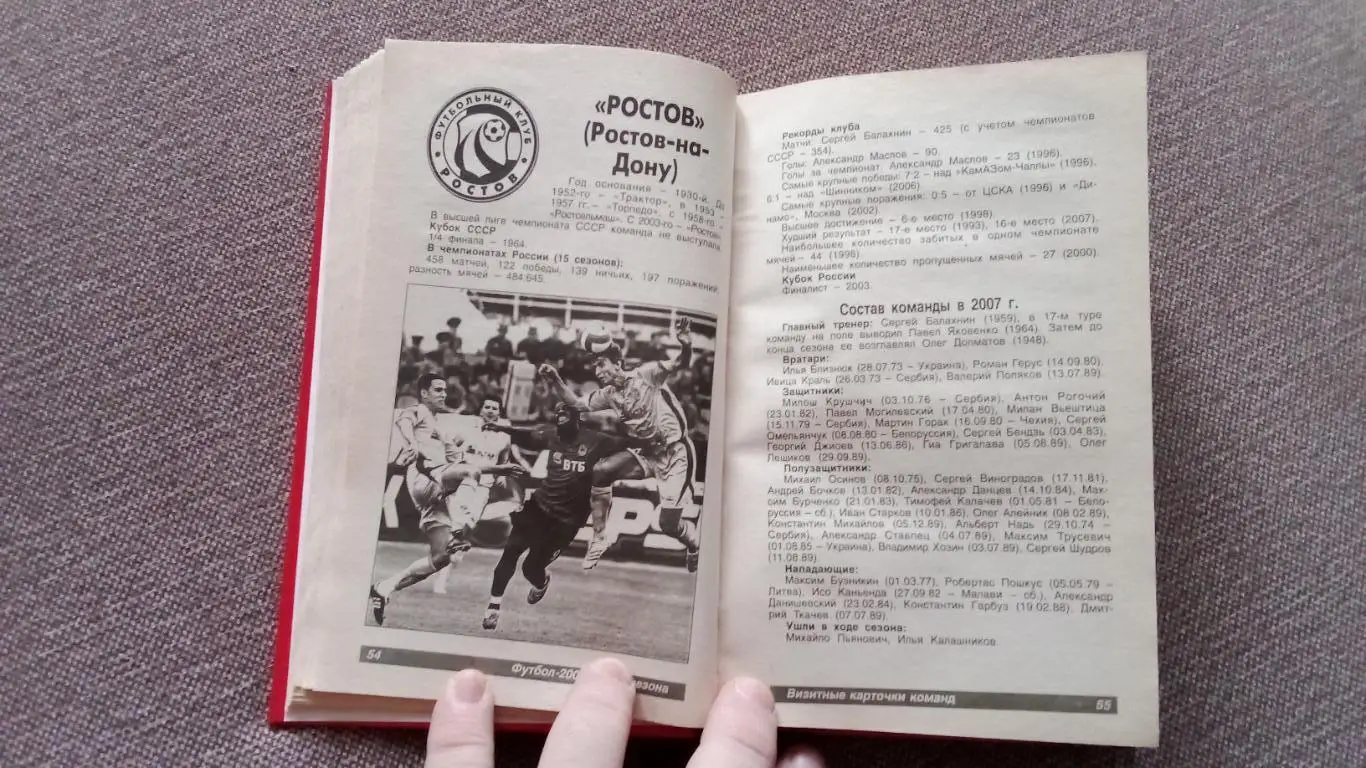 ФУТБОЛЬНЫЙ КЛУБ
РОСТОВ
«РОСТОВ»
(Ростов-на-
Дону)
Год основания – 1930-й. До
1952-го – «Трактор», в 1953 –
1957 гг. – «Торпедо», с 1958-го –
«Ростсельмаш». С 2003-го – «Ростов».
В высшей лиге чемпионата СССР команда не выступала.
Кубок СССР
1/4 финала – 1964.
В чемпионатах России (15 сезонов):
458 матчей, 122 победы, 139 ничьих, 197 поражений,
разность мячей – 484:645.
ВТБ
54
Футбол-200
сезона
Рекорды клуба
Матчи: Сергей Балахнин – 425 (с учетом чемпионатов
СССР – 354).
Голы: Александр Маслов – 90.
Голы за чемпионат: Александр Маслов – 23 (1996).
Самые крупные победы: 7:2 – над «КамАЗом-Чаллы» (1996),
6:1 – над «Шинником» (2006).
Самые крупные поражения: 0:5 – от ЦСКА (1996) и «Ди-
намо», Москва (2002).
Высшее достижение – 6-е место (1998).
Худший результат – 17-е место (1993), 16-е место (2007).
Наибольшее количество забитых в одном чемпионате
мячей – 44 (1996).
Наименьшее количество пропущенных мячей – 27 (2000).
Кубок России
Финалист – 2003.
Состав команды в 2007 г.
Главный тренер: Сергей Балахнин (1959), в 17-м туре
команду на поле выводил Павел Яковенко (1964). Затем до
конца сезона ее возглавлял Олег Долматов (1948).
Вратари:
Илья Близнюк (28.07.73 – Украина), Роман Герус (14.09.80),
Ивица Краль (26.03.73 – Сербия), Валерий Поляков (13.07.89).
Защитники:
Милош Крушчич (03.10.76 – Сербия), Антон Рогочий
(23.01.82), Павел Могилевский (17.04.80), Милан Вьештица
(15.11.79 – Сербия), Мартин Горак (16.09.80 – Чехия), Сергей
Омельянчук (08.08.80 – Белоруссия), Сергей Бендзь (03.04.83),
Георгий Джиоев (13.06.86), Гиа Григалава (05.08.89), Олег
Лещиков (29.09.89).
Полузащитники:
Михаил Осинов (08.10.75), Сергей Виноградов (17.11.81),
Андрей Бочков (13.01.82), Александр Данцев (14.10.84), Мак-
сим Бурченко (21.01.83), Тимофей Калачев (01.05.81 – Бело-
руссия – сб.), Иван Старков (10.01.86), Олег Алейник (08.02.89),
Константин Михайлов (05.12.89), Альберт Надь (29.10.74 –
Сербия), Александр Ставпец (04.07.89), Максим Трусевич
(01.08.85 – Украина), Владимир Хозин (03.07.89), Сергей Шудров
(11.08.89).
Нападающие:
Максим Бузникин (01.03.77), Робертас Пошкус (05.05.79 –
Литва), Исо Каньенда (27.09.82 – Малави – сб.), Александр
Данишевский (23.02.84), Константин Гарбуз (19.02.88), Дмит-
рий Ткачев (07.07.89).
Ушли в ходе сезона:
Михайло Пьянович, Илья Калашников.
Визитные карточки команд
55